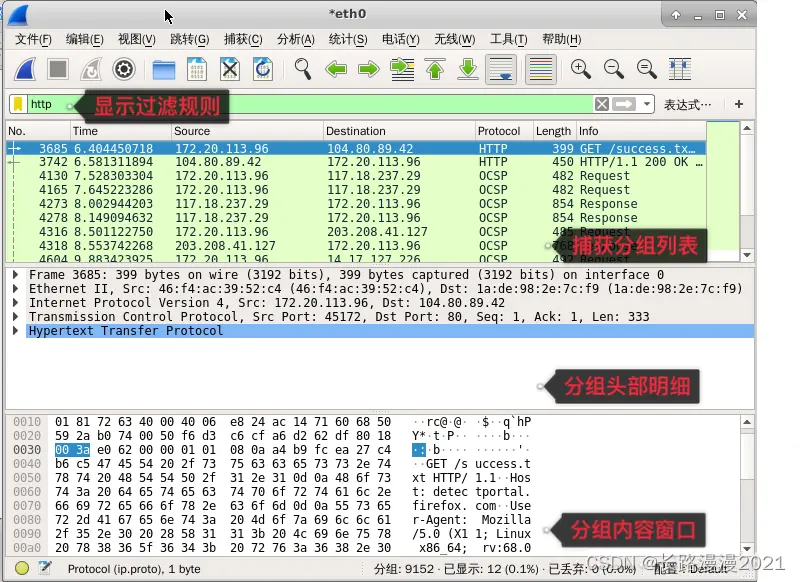 *eth0
文件(F) 编辑(E) 视图(V) 跳转(G) 捕获(C) 分析(A) 统计(S) 电话(Y) 无线(W) 工具(T) 帮助(H)
http 显示过滤规则 表达式… +
No. Time Source Destination Protocol Length Info
3685 6.404450718 172.20.113.96 104.80.89.42 HTTP 399 GET /success.tx…
3742 6.581311894 104.80.89.42 172.20.113.96 HTTP 450 HTTP/1.1 200 OK …
4130 7.528303304 172.20.113.96 117.18.237.29 OCSP 482 Request
4165 7.645223286 172.20.113.96 117.18.237.29 OCSP 482 Request
4273 8.002944203 117.18.237.29 172.20.113.96 OCSP 854 Response
4278 8.149094632 117.18.237.29 172.20.113.96 OCSP 854 Response
4316 8.501122750 172.20.113.96 203.208.41.127 OCSP 485 Request
4318 8.553742268 203.208.41.127 172.20.113.96 OCSP 捕获分组列表
4604 9.883423925 172.20.113.96 14.17.127.226 OCSP 492 Request
Frame 3685: 399 bytes on wire (3192 bits), 399 bytes captured (3192 bits) on interface 0
Ethernet II, Src: 46:f4:ac:39:52:c4 (46:f4:ac:39:52:c4), Dst: 1a:de:98:2e:7c:f9 (1a:de:98:2e:7c:f9)
Internet Protocol Version 4, Src: 172.20.113.96, Dst: 104.80.89.42
Transmission Control Protocol, Src Port: 45172, Dst Port: 80, Seq: 1, Ack: 1, Len: 333
Hypertext Transfer Protocol
分组头部明细
0010 01 81 72 63 40 00 40 06 e8 24 ac 14 71 60 68 50 ··rc@·@· ·$··q`hP
0020 59 2a b0 74 00 50 f6 d3 c6 cf a6 d2 62 df 80 18 Y*·t·P·· ····b···
0030 00 3a e0 62 00 00 01 01 08 0a a4 b9 fc ea 27 c4 ·:·b···· ······'·
0040 b6 c5 47 45 54 20 2f 73 75 63 63 65 73 73 2e 74 ··GET /s uccess.t
0050 78 74 20 48 54 54 50 2f 31 2e 31 0d 0a 48 6f 73 xt HTTP/ 1.1··Hos
0060 74 3a 20 64 65 74 65 63 74 70 6f 72 74 61 6c 2e t: detec tportal.
0070 66 69 72 65 66 6f 78 2e 63 6f 6d 0d 0a 55 73 65 firefox. com··Use
0080 72 2d 41 67 65 6e 74 3a 20 4d 6f 7a 69 6c 6c 61 r-Agent: Mozilla
0090 2f 35 2e 30 20 28 58 31 31 3b 20 4c 69 6e 75 78 /5.0 (X1 1; Linux
00a0 20 78 38 36 5f 36 34 3b 20 72 76 3a 36 38 2e 30 x86_64; rv:68.0
分组内容窗口
Protocol (ip.proto), 1 byte 分组: 9152 · 已显示: 12 (0.1%) · 已丢弃: 0 (0.0%) 配置: Default
CSDN @长路漫漫2021